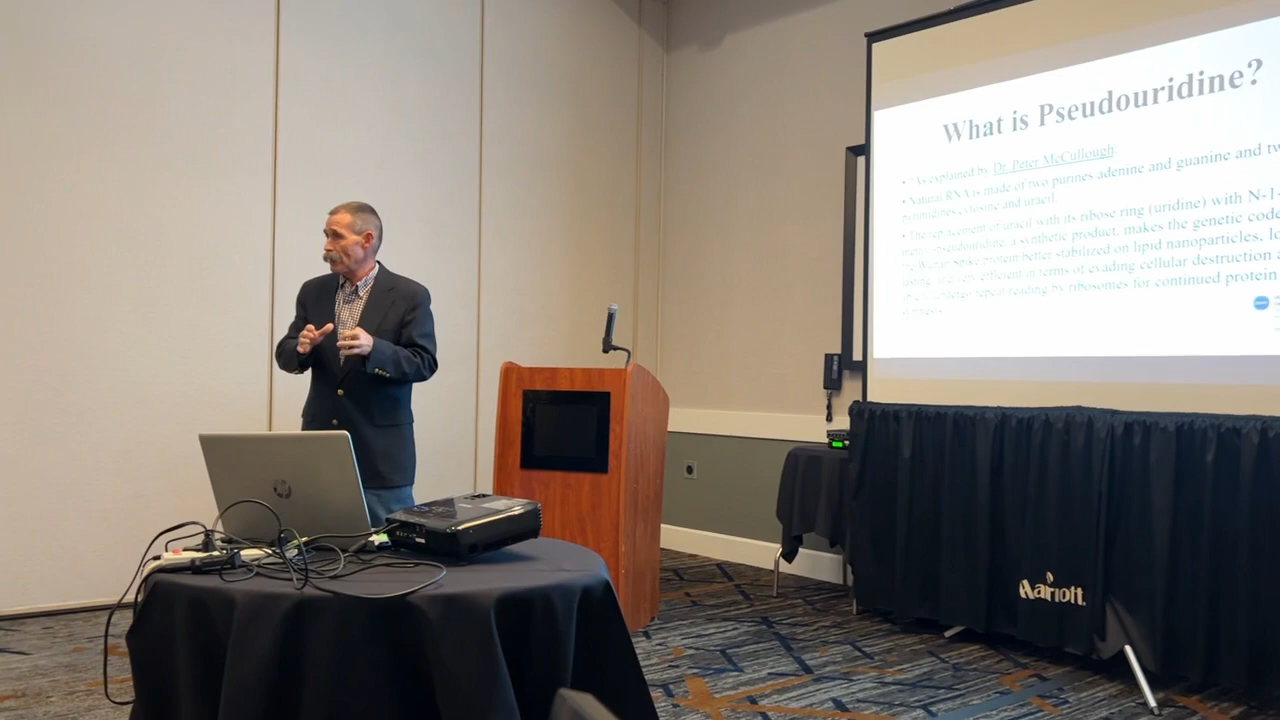 What is Pseudouridine?
• "As explained by Dr. Peter McCullough:
• Natural RNA is made of two purines adenine and guanine and tw
pyrimidines cytosine and uracil.
• The replacement of uracil with its ribose ring (uridine) with N-1-
methyl-pseudouridine, a synthetic product, makes the genetic code
the Wuhan Spike protein better stabilized on lipid nanoparticles, lo
lasting, and very efficient in terms of evading cellular destruction a
undergo repeat reading by ribosomes for continued protein
hp
Marriott